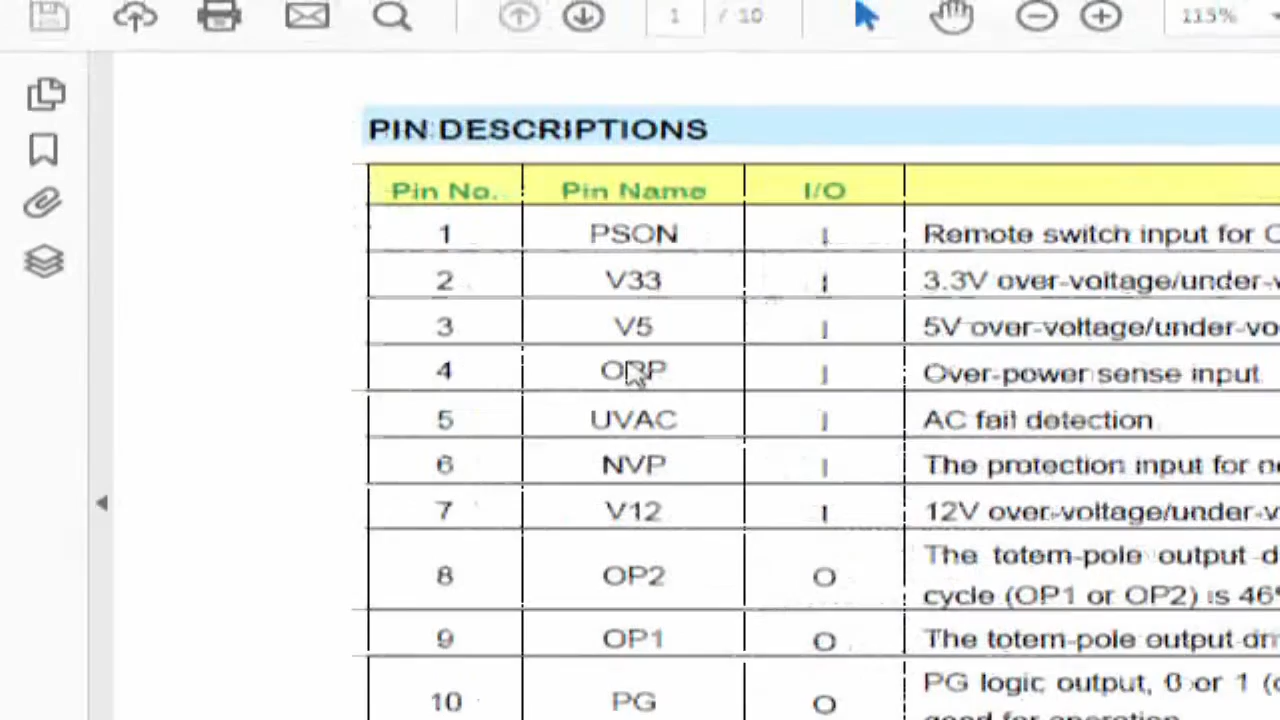 1 / 10 115%
PIN DESCRIPTIONS
Pin No. Pin Name I/O
1 PSON I Remote switch input for
2 V33 I 3.3V over-voltage/under-
3 V5 I 5V over-voltage/under-vo
4 I Over-power sense input
5 UVAC I AC fail detection
6 NVP I The protection input for
7 V12 I 12V over-voltage/under-v
8 OP2 O The totem-pole output d
cycle (OP1 or OP2) is 46
9 OP1 O The totem-pole output
10 PG O PG logic output, 0 or 1 (
good for operation